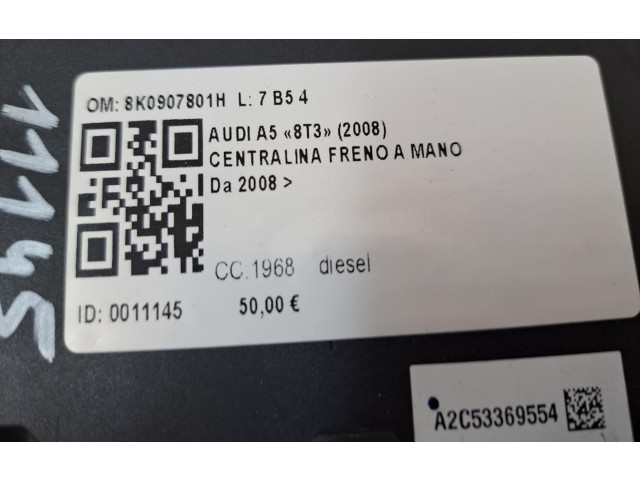 OM: 8K0907801H L: 7 B5 4
AUDI A5 «8T3» (2008)
CENTRALINA FRENO A MANO
Da 2008 >
CC.1968 diesel
ID: 0011145 50,00 €
11145
A2C53369554